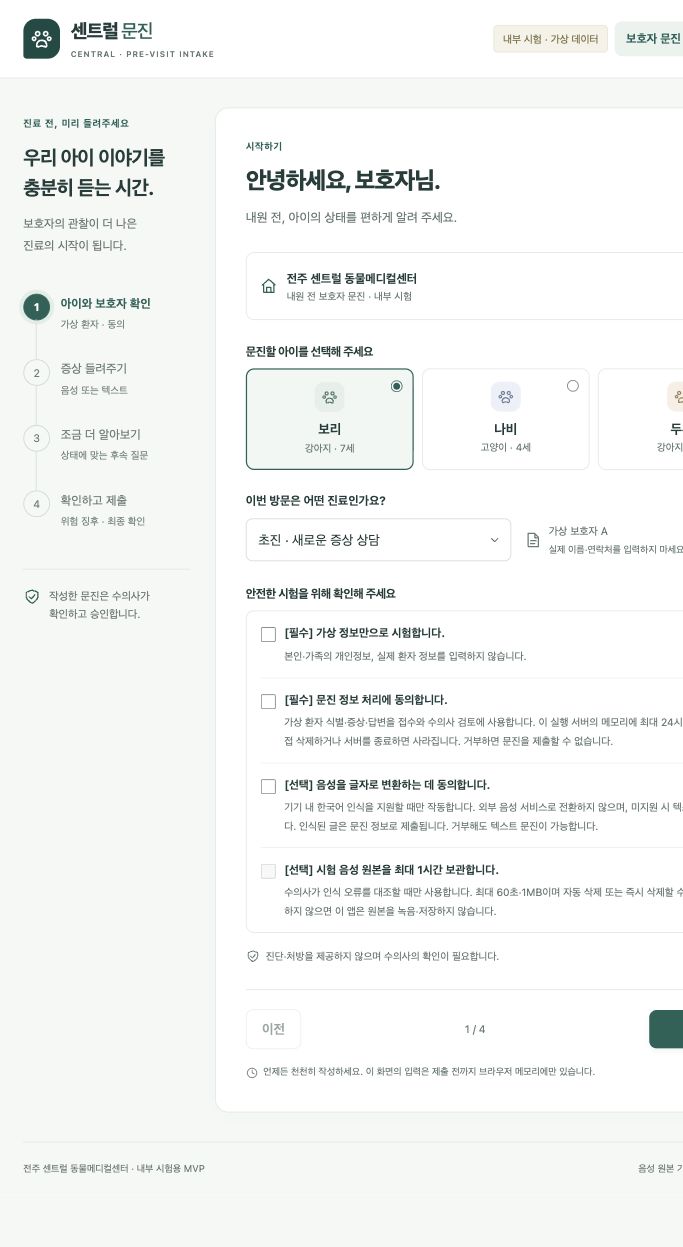 센트럴 문진
CENTRAL · PRE-VISIT INTAKE
내부 시험 · 가상 데이터
보호자 문진
진료 전, 미리 들려주세요
우리 아이 이야기를
충분히 듣는 시간.
보호자의 관찰이 더 나은
진료의 시작이 됩니다.
1
아이와 보호자 확인
가상 환자 · 동의
2
증상 들려주기
음성 또는 텍스트
3
조금 더 알아보기
상태에 맞는 후속 질문
4
확인하고 제출
위험 징후 · 최종 확인
작성한 문진은 수의사가
확인하고 승인합니다.
시작하기
안녕하세요, 보호자님.
내원 전, 아이의 상태를 편하게 알려 주세요.
전주 센트럴 동물메디컬센터
내원 전 보호자 문진 · 내부 시험
문진할 아이를 선택해 주세요
보리
강아지 · 7세
나비
고양이 · 4세
두
강아지
이번 방문은 어떤 진료인가요?
초진 · 새로운 증상 상담
가상 보호자 A
실제 이름·연락처를 입력하지 마세요
안전한 시험을 위해 확인해 주세요
[필수] 가상 정보만으로 시험합니다.
본인·가족의 개인정보, 실제 환자 정보를 입력하지 않습니다.
[필수] 문진 정보 처리에 동의합니다.
가상 환자 식별·증상·답변을 접수와 수의사 검토에 사용합니다. 이 실행 서버의 메모리에 최대 24시
접 삭제하거나 서버를 종료하면 사라집니다. 거부하면 문진을 제출할 수 없습니다.
[선택] 음성을 글자로 변환하는 데 동의합니다.
기기 내 한국어 인식을 지원할 때만 작동합니다. 외부 음성 서비스로 전환하지 않으며, 미지원 시 텍
다. 인식된 글은 문진 정보로 제출됩니다. 거부해도 텍스트 문진이 가능합니다.
[선택] 시험 음성 원본을 최대 1시간 보관합니다.
수의사가 인식 오류를 대조할 때만 사용합니다. 최대 60초·1MB이며 자동 삭제 또는 즉시 삭제할 수
하지 않으면 이 앱은 원본을 녹음·저장하지 않습니다.
진단·처방을 제공하지 않으며 수의사의 확인이 필요합니다.
이전
1 / 4
언제든 천천히 작성하세요. 이 화면의 입력은 제출 전까지 브라우저 메모리에만 있습니다.
전주 센트럴 동물메디컬센터 · 내부 시험용 MVP
음성 원본 기